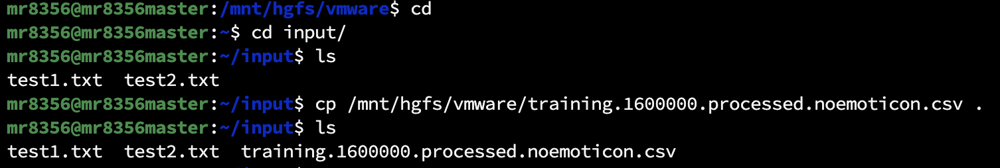 mr8356@mr8356master:/mnt/hgfs/vmware$ cd
mr8356@mr8356master:~$ cd input/
mr8356@mr8356master:~/input$ ls
test1.txt  test2.txt
mr8356@mr8356master:~/input$ cp /mnt/hgfs/vmware/training.1600000.processed.noemoticon.csv .
mr8356@mr8356master:~/input$ ls
test1.txt  test2.txt  training.1600000.processed.noemoticon.csv